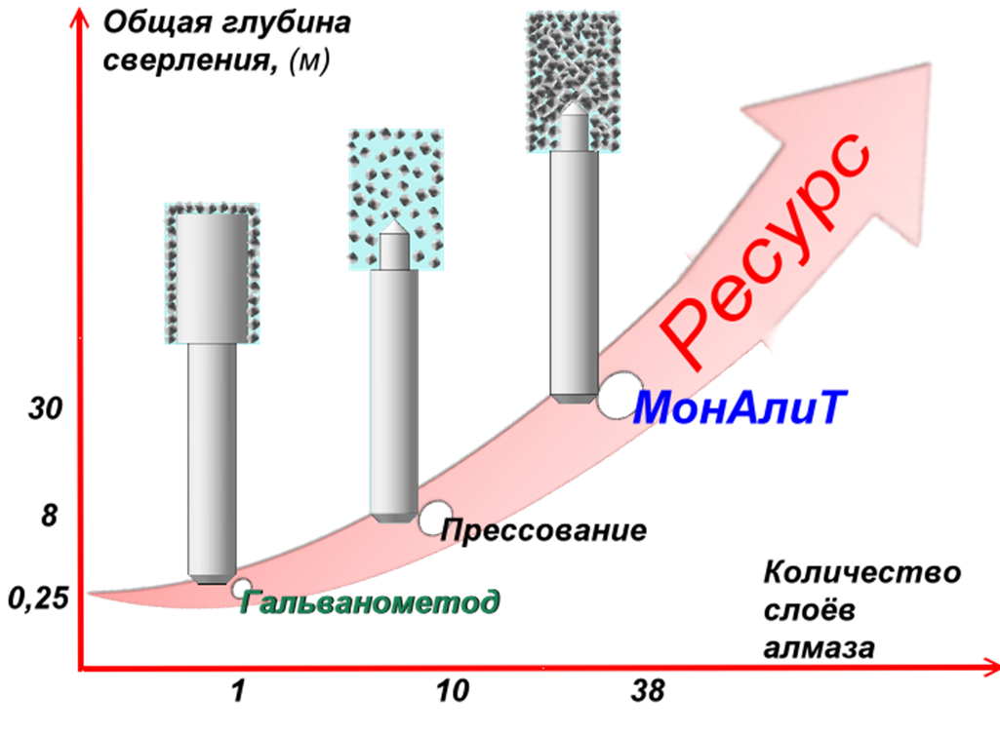 Общая глубина
сверления, (м)
Ресурс
30
МонАлиТ
8
Прессование
0,25
Гальванометод
Количество
слоёв
алмаза
1
10
38